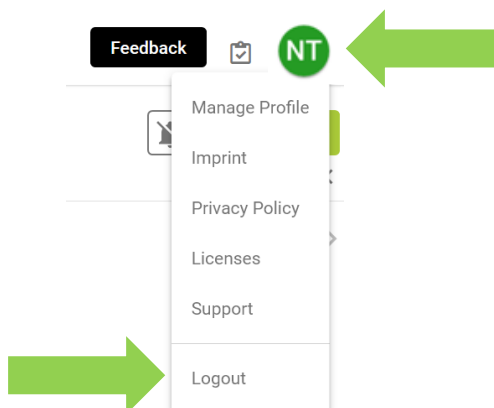 Feedback
NT
Manage Profile
Imprint
Privacy Policy
Licenses
Support
Logout